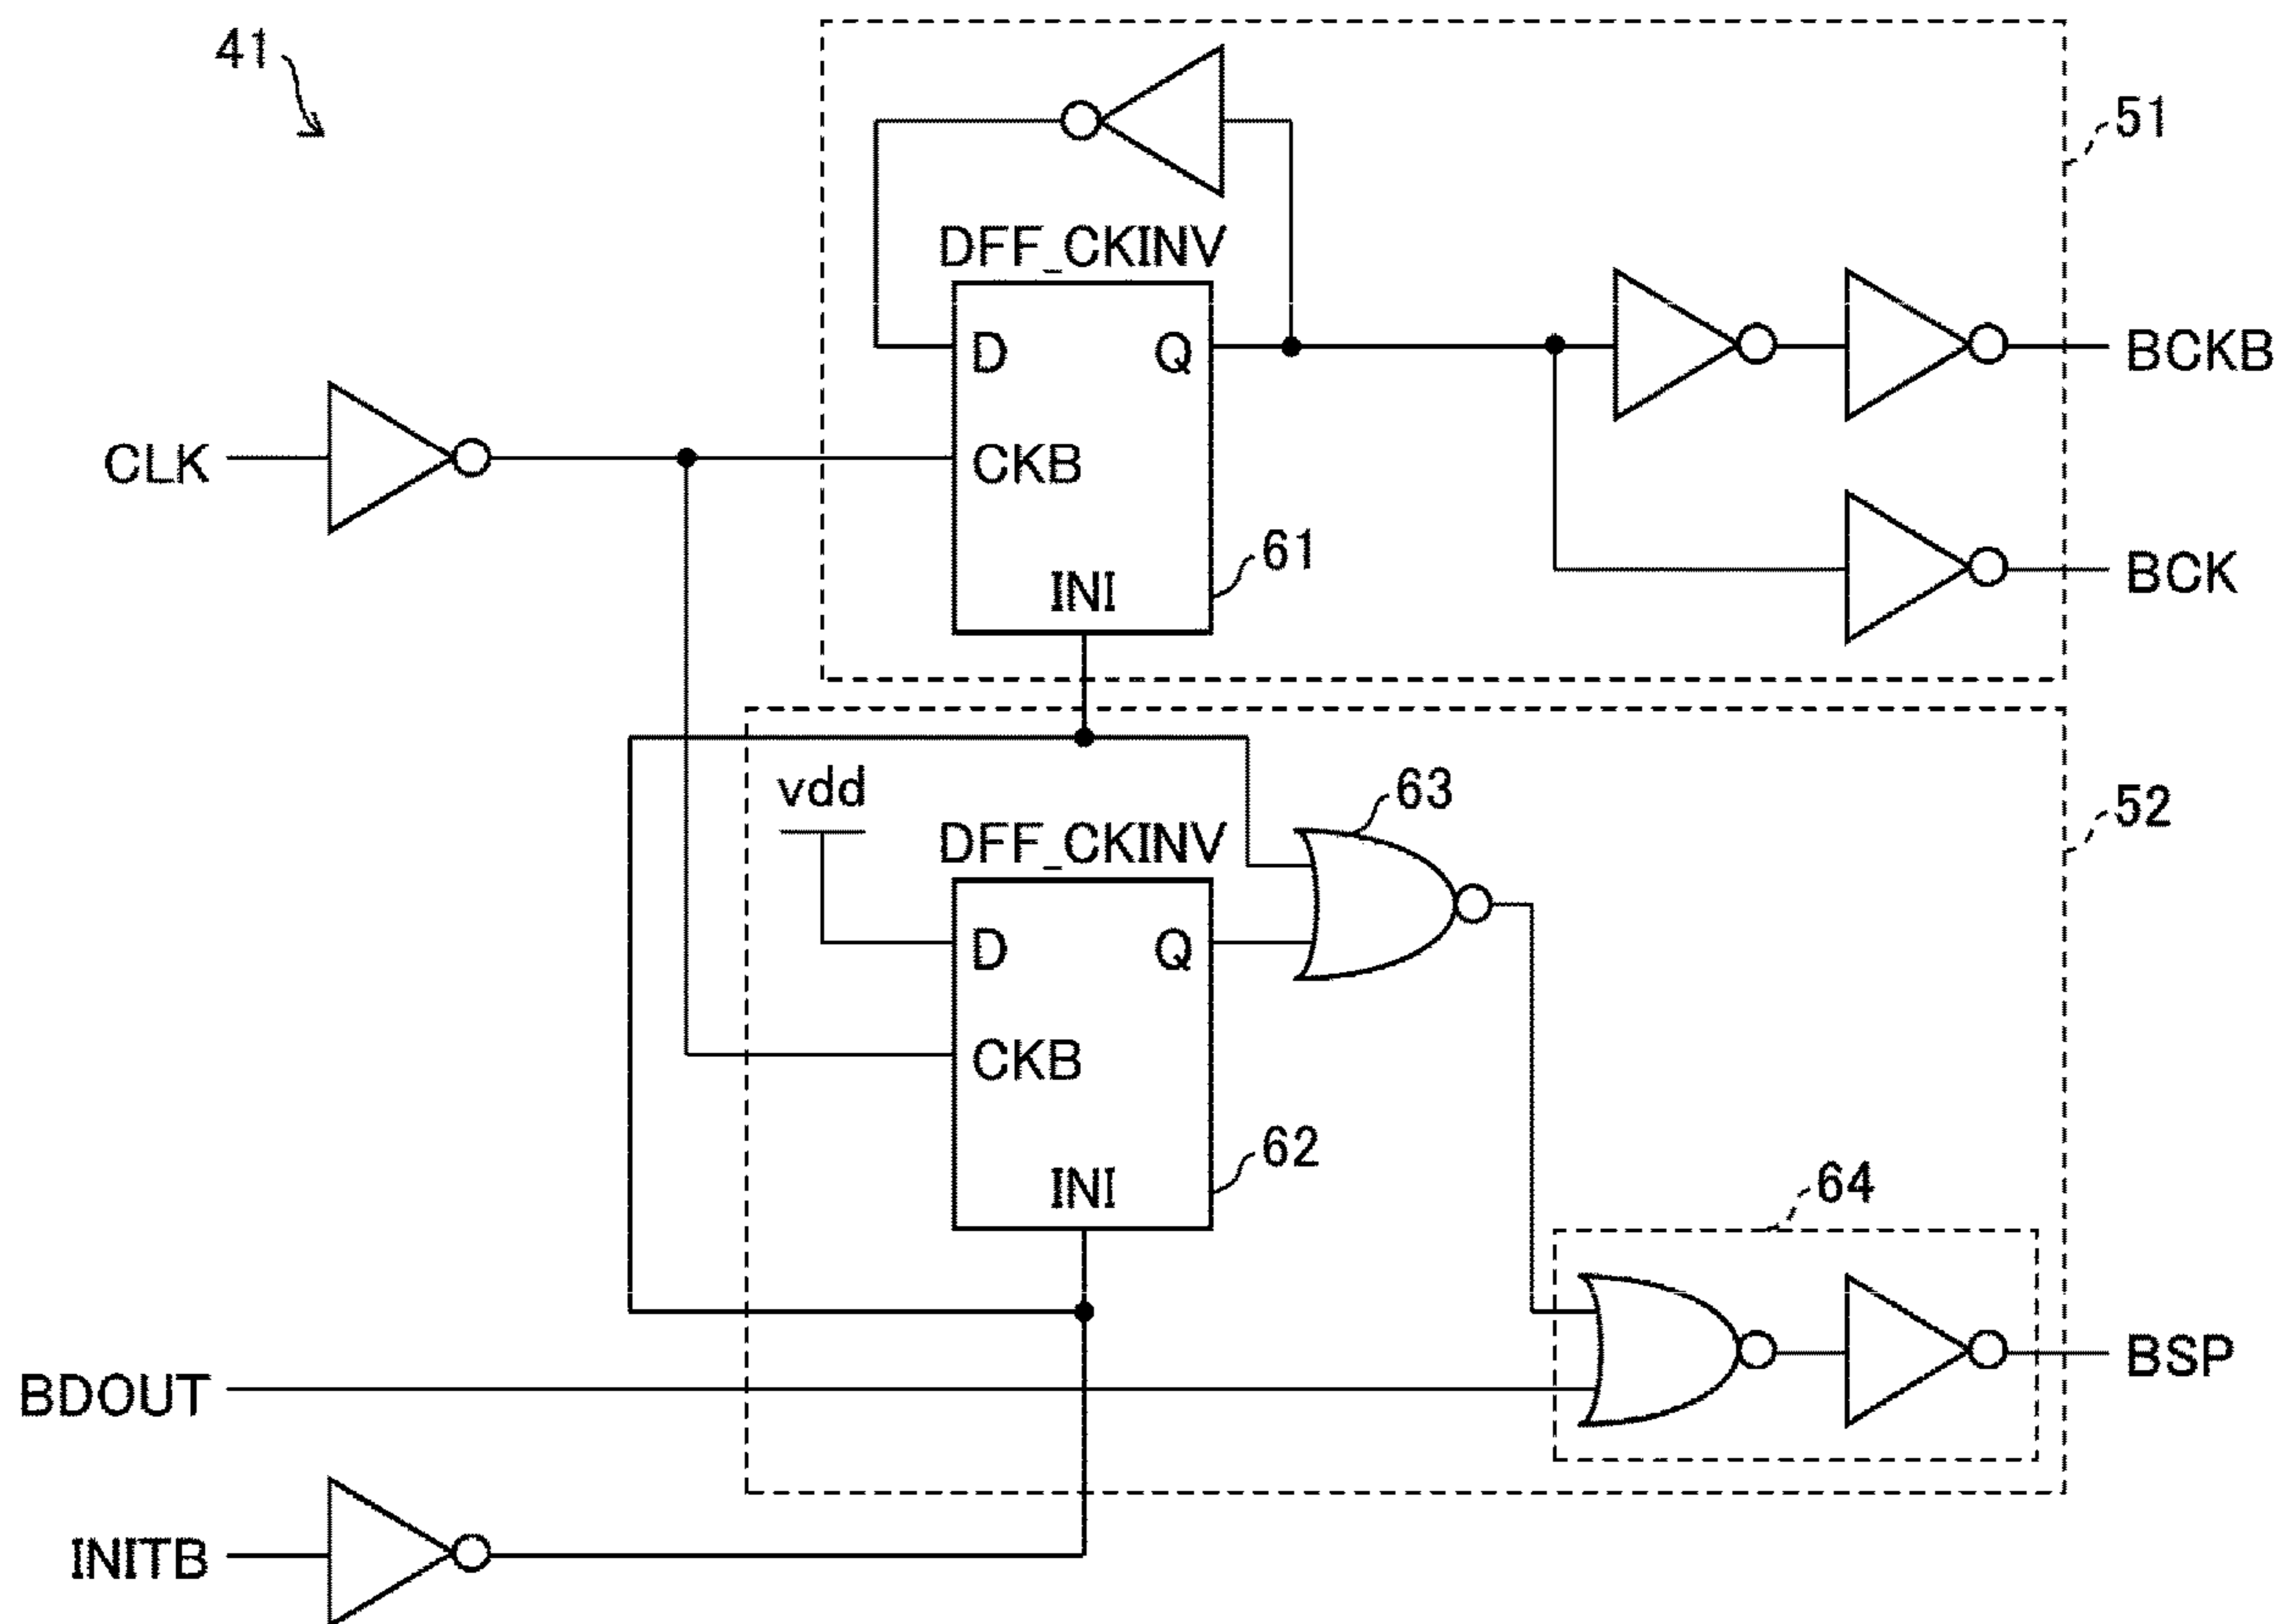 41
51
DFF_CKINV
D
Q
BCKB
CLK
CKB
61
BCK
INI
vdd
63
52
DFF_CKINV
D
Q
CKB
62
INI
64
BSP
BDOUT
INITB